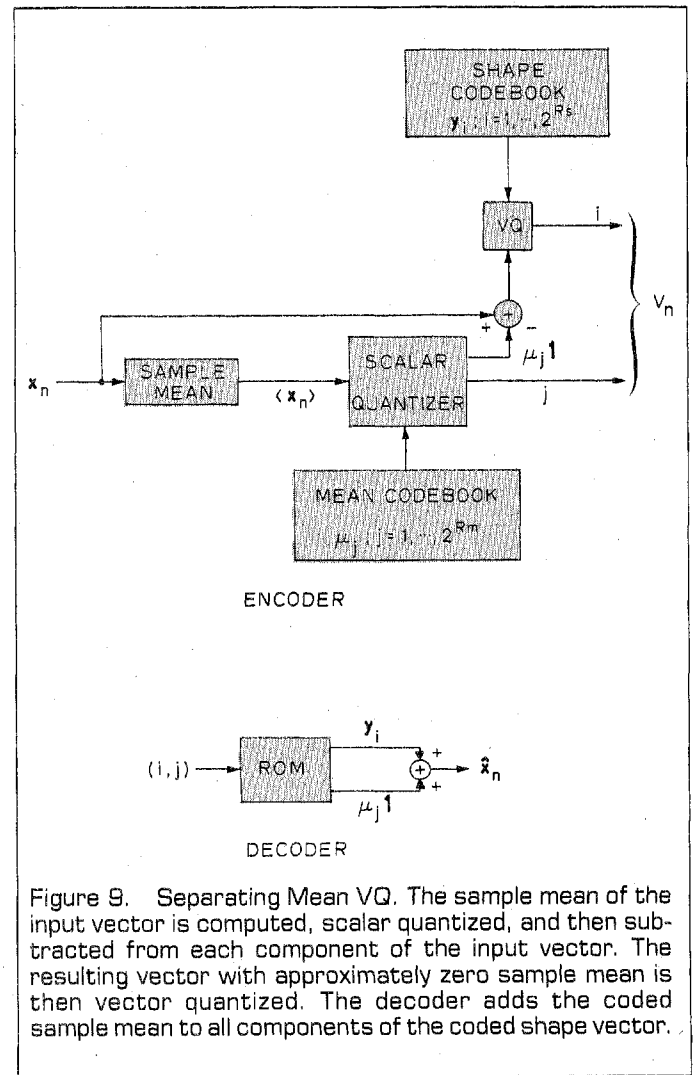 SHAPE
CODEBOOK
y_i ; i = 1, ··, 2^Rs
VQ
i
V_n
+
+
−
μ_j 1
x_n
SAMPLE
MEAN
⟨x_n⟩
SCALAR
QUANTIZER
j
MEAN CODEBOOK
μ_j ; j = 1, ··, 2^Rm
ENCODER
(i,j)
ROM
y_i
+
+
x̂_n
+
μ_j 1
DECODER
Figure 9. Separating Mean VQ. The sample mean of the
input vector is computed, scalar quantized, and then sub-
tracted from each component of the input vector. The
resulting vector with approximately zero sample mean is
then vector quantized. The decoder adds the coded
sample mean to all components of the coded shape vector.